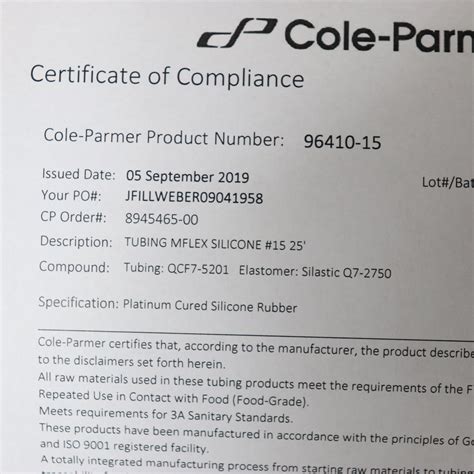 Cole-Parm
Certificate of Compliance
Cole-Parmer Product Number: 96410-15
Issued Date: 05 September 2019
Lot#/Bat
Your PO#: JFILLWEBER09041958
CP Order#: 8945465-00
Description: TUBING MFLEX SILICONE #15 25'
Compound: Tubing: QCF7-5201 Elastomer: Silastic Q7-2750
Specification: Platinum Cured Silicone Rubber
Cole-Parmer certifies that, according to the manufacturer, the product describe
to the disclaimers set forth herein.
All raw materials used in these tubing products meet the requirements of the F
Repeated Use in Contact with Food (Food-Grade).
Meets requirements for 3A Sanitary Standards.
These products have been manufactured in accordance with the principles of G
and ISO 9001 registered facility.
A totally integrated manufacturing process from starting raw materials to tubing